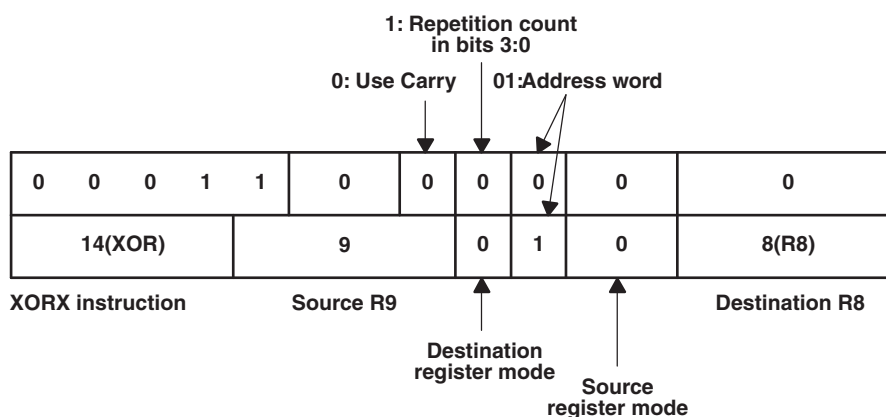 1: Repetition count
in bits 3:0
0: Use Carry 01:Address word
0 0 0 1 1 0 0 0 0 0 0
14(XOR) 9 0 1 0 8(R8)
XORX instruction Source R9 Destination R8
Destination
register mode
Source
register mode